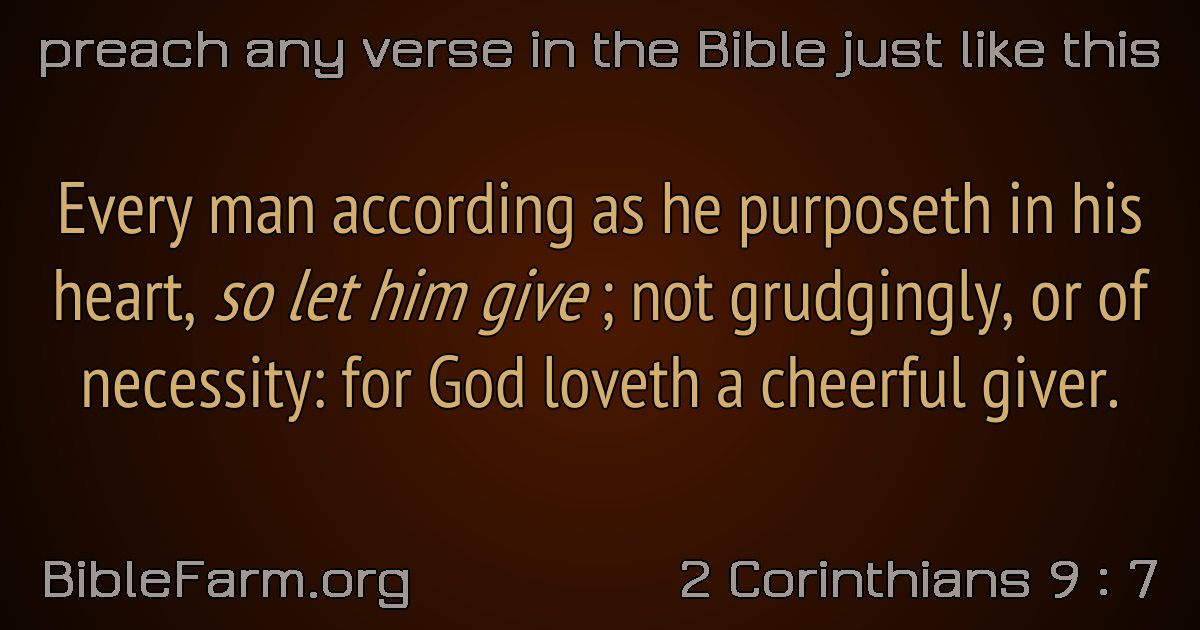 preach any verse in the Bible just like this
Every man according as he purposeth in his
heart, so let him give ; not grudgingly, or of
necessity: for God loveth a cheerful giver.
BibleFarm.org
2 Corinthians 9 : 7